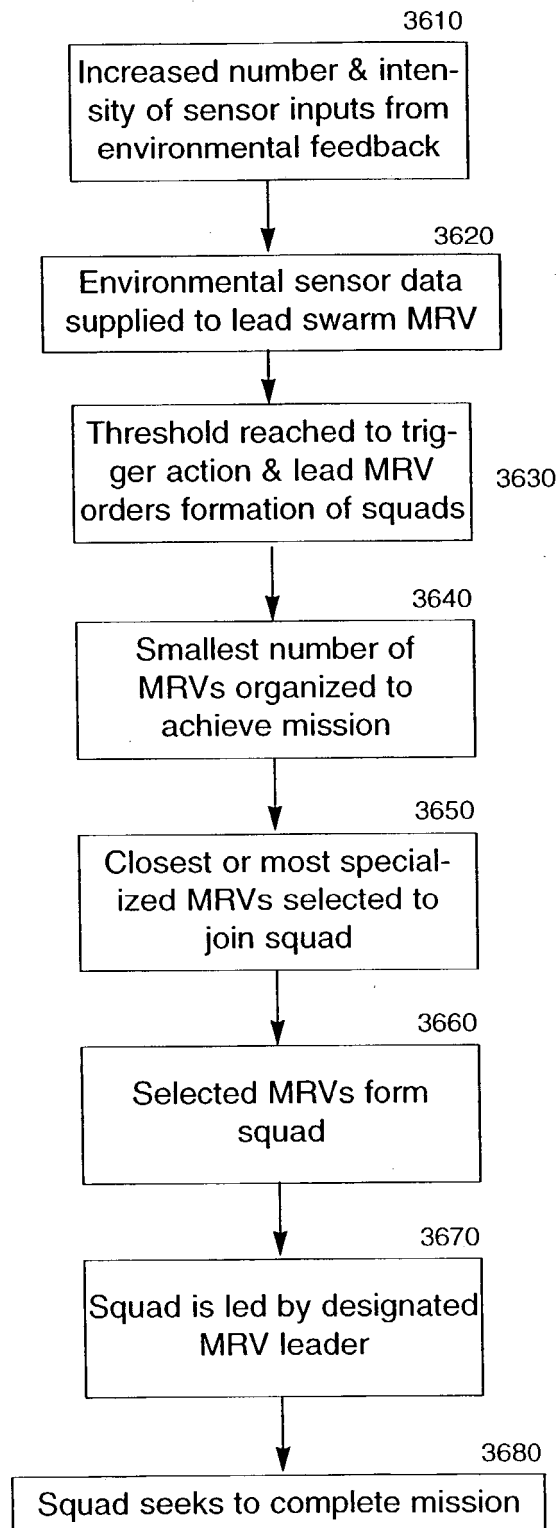 3610
Increased number & inten-
sity of sensor inputs from
environmental feedback
3620
Environmental sensor data
supplied to lead swarm MRV
Threshold reached to trig-
ger action & lead MRV
orders formation of squads
3630
3640
Smallest number of
MRVs organized to
achieve mission
3650
Closest or most special-
ized MRVs selected to
join squad
3660
Selected MRVs form
squad
3670
Squad is led by designated
MRV leader
3680
Squad seeks to complete mission